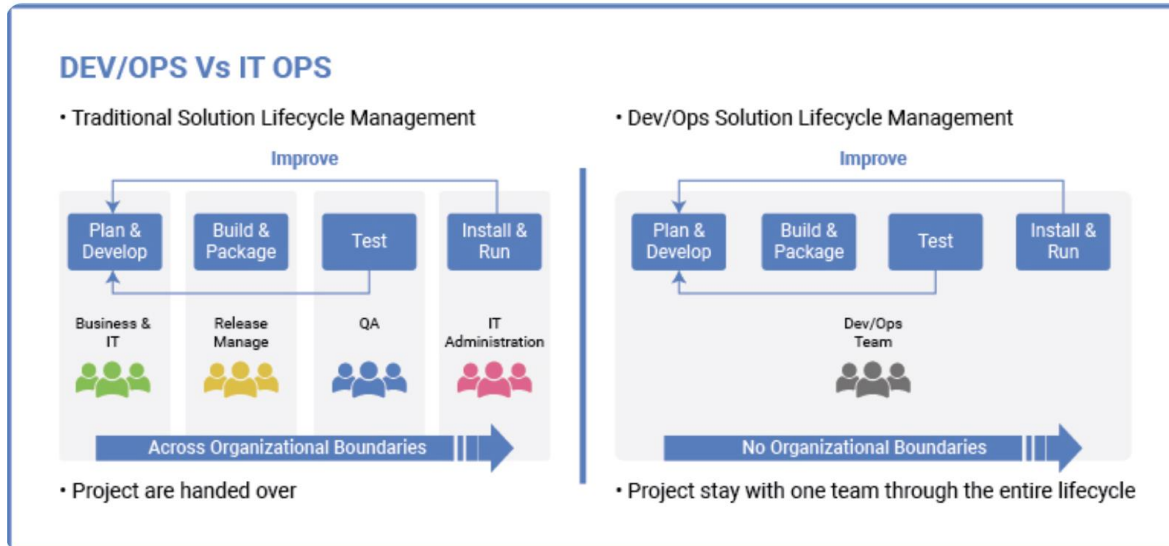 DEV/OPS Vs IT OPS
• Traditional Solution Lifecycle Management
Improve
Plan &
Develop
Build &
Package
Test
Install &
Run
Business &
IT
Release
Manage
QA
IT
Administration
Across Organizational Boundaries
• Project are handed over
• Dev/Ops Solution Lifecycle Management
Improve
Plan &
Develop
Build &
Package
Test
Install &
Run
Dev/Ops
Team
No Organizational Boundaries
• Project stay with one team through the entire lifecycle